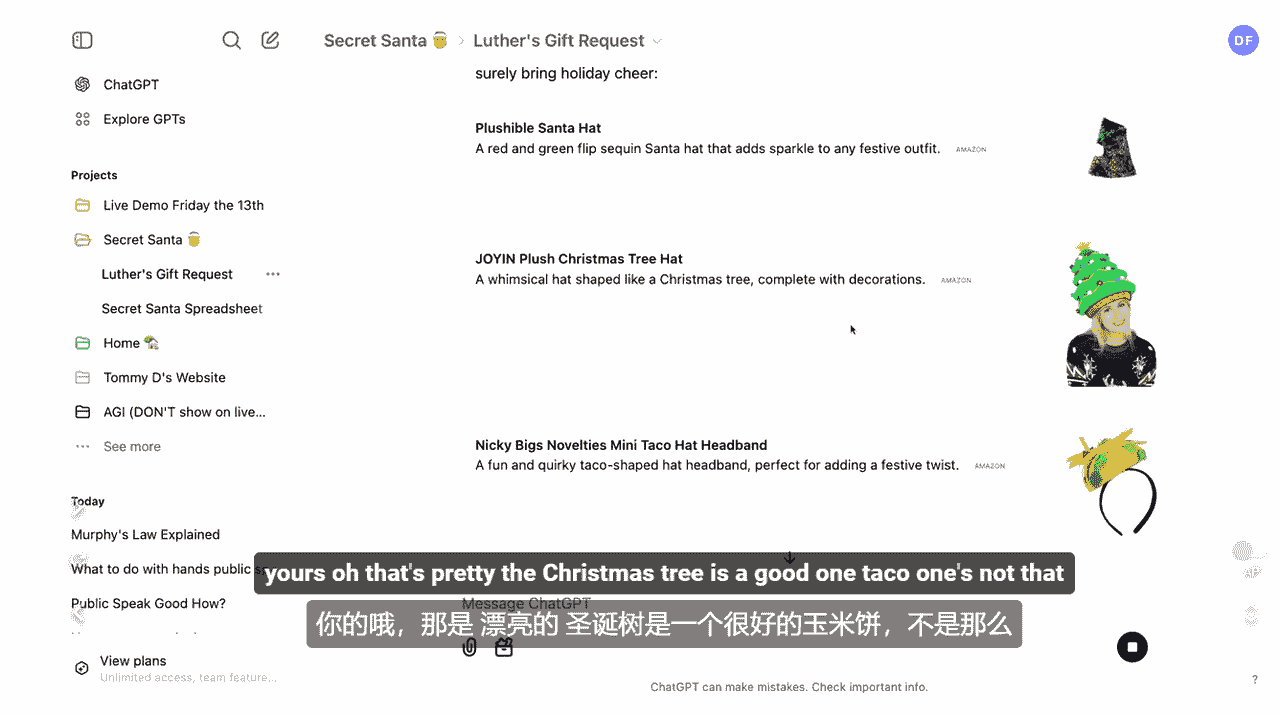 Secret Santa > Luther's Gift Request
DF
ChatGPT
Explore GPTs
Projects
Live Demo Friday the 13th
Secret Santa
Luther's Gift Request
Secret Santa Spreadsheet
Home
Tommy D's Website
AGI (DON'T show on live...
See more
Today
Murphy's Law Explained
What to do with hands public
Public Speak Good How?
View plans
Unlimited access, team feature...
surely bring holiday cheer:
Plushible Santa Hat
A red and green flip sequin Santa hat that adds sparkle to any festive outfit. AMAZON
JOYIN Plush Christmas Tree Hat
A whimsical hat shaped like a Christmas tree, complete with decorations. AMAZON
Nicky Bigs Novelties Mini Taco Hat Headband
A fun and quirky taco-shaped hat headband, perfect for adding a festive twist. AMAZON
yours oh that's pretty the Christmas tree is a good one taco one's not that
Message ChatGPT
你的哦，那是 漂亮的 圣诞树是一个很好的玉米饼，不是那么
ChatGPT can make mistakes. Check important info.
?